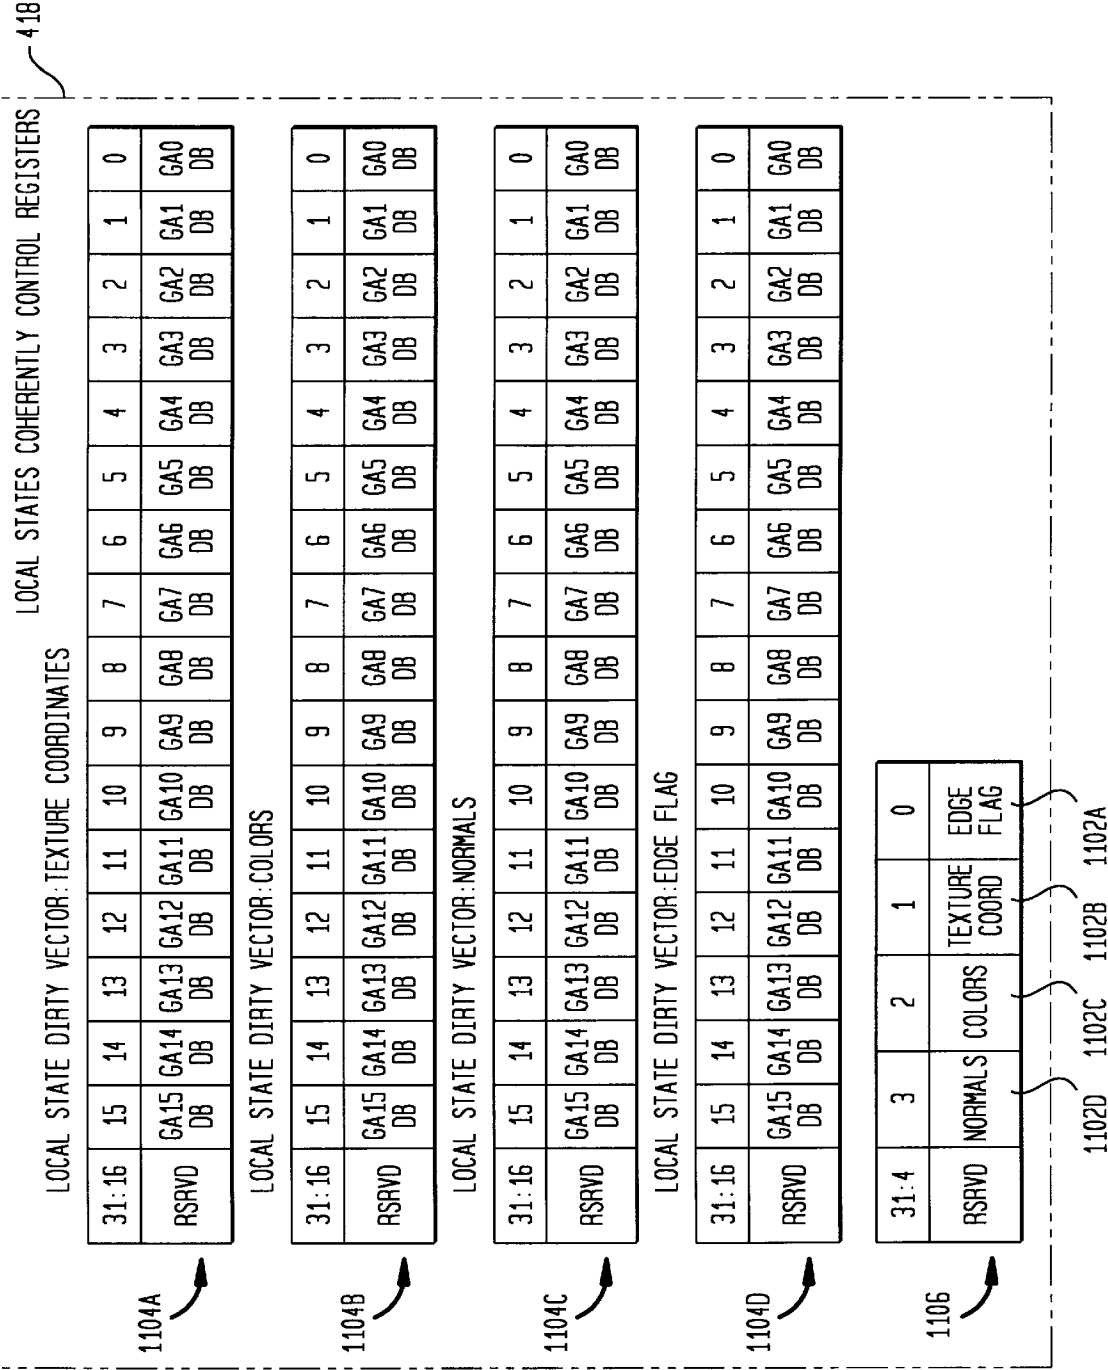 LOCAL STATES COHERENTLY CONTROL REGISTERS
418
LOCAL STATE DIRTY VECTOR:TEXTURE COORDINATES
1104A
31:16 15 14 13 12 11 10 9 8 7 6 5 4 3 2 1 0
RSRVD GA15 DB GA14 DB GA13 DB GA12 DB GA11 DB GA10 DB GA9 DB GA8 DB GA7 DB GA6 DB GA5 DB GA4 DB GA3 DB GA2 DB GA1 DB GA0 DB
LOCAL STATE DIRTY VECTOR:COLORS
1104B
31:16 15 14 13 12 11 10 9 8 7 6 5 4 3 2 1 0
RSRVD GA15 DB GA14 DB GA13 DB GA12 DB GA11 DB GA10 DB GA9 DB GA8 DB GA7 DB GA6 DB GA5 DB GA4 DB GA3 DB GA2 DB GA1 DB GA0 DB
LOCAL STATE DIRTY VECTOR:NORMALS
1104C
31:16 15 14 13 12 11 10 9 8 7 6 5 4 3 2 1 0
RSRVD GA15 DB GA14 DB GA13 DB GA12 DB GA11 DB GA10 DB GA9 DB GA8 DB GA7 DB GA6 DB GA5 DB GA4 DB GA3 DB GA2 DB GA1 DB GA0 DB
LOCAL STATE DIRTY VECTOR:EDGE FLAG
1104D
31:16 15 14 13 12 11 10 9 8 7 6 5 4 3 2 1 0
RSRVD GA15 DB GA14 DB GA13 DB GA12 DB GA11 DB GA10 DB GA9 DB GA8 DB GA7 DB GA6 DB GA5 DB GA4 DB GA3 DB GA2 DB GA1 DB GA0 DB
1106
31:4 3 2 1 0
RSRVD NORMALS COLORS TEXTURE COORD EDGE FLAG
1102D 1102C 1102B 1102A